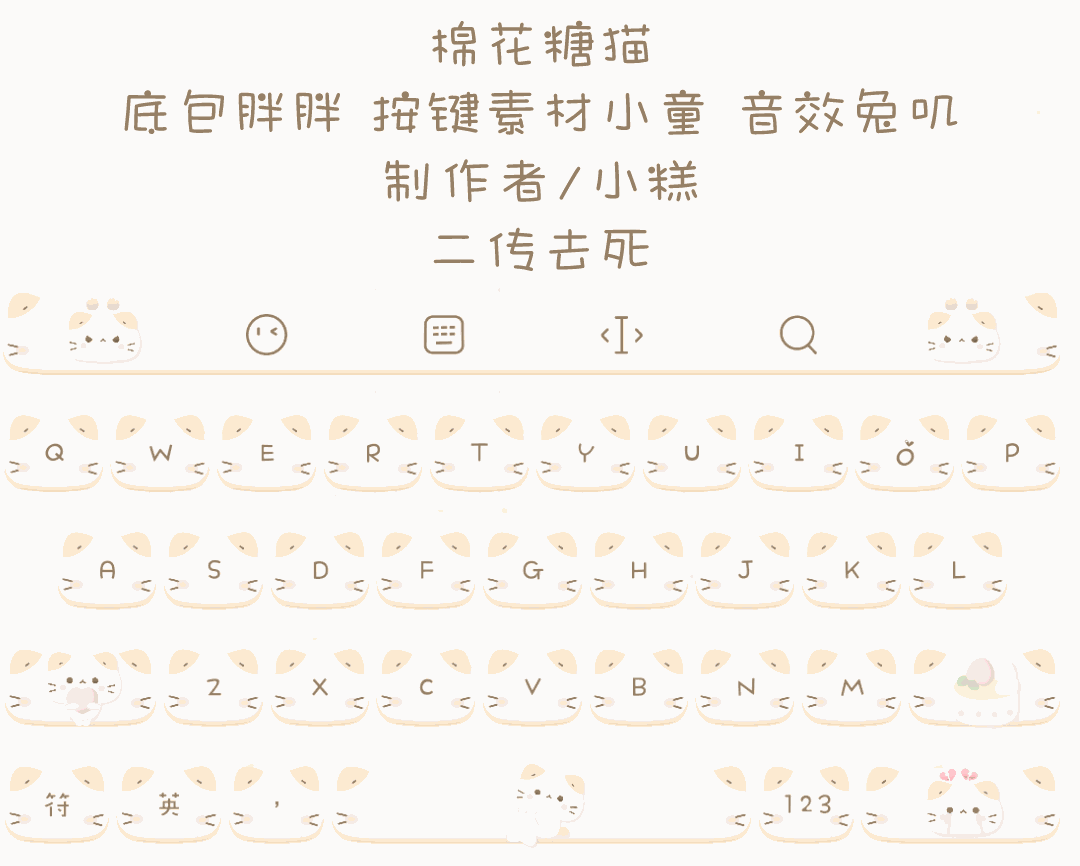 棉花糖猫
底包胖胖 按键素材小童 音效兔叽
制作者/小糕
二传去死
Q W E R T Y U I O P
A S D F G H J K L
Z X C V B N M
符 英 , 123